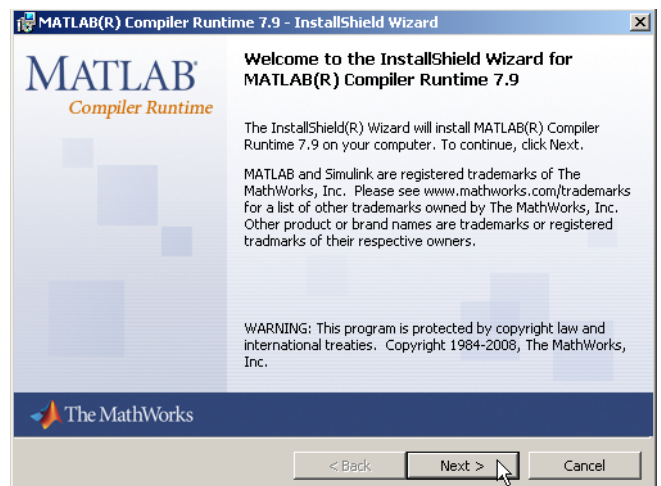 MATLAB(R) Compiler Runtime 7.9 - InstallShield Wizard
MATLAB®
Compiler Runtime
Welcome to the InstallShield Wizard for
MATLAB(R) Compiler Runtime 7.9
The InstallShield(R) Wizard will install MATLAB(R) Compiler
Runtime 7.9 on your computer. To continue, click Next.
MATLAB and Simulink are registered trademarks of The
MathWorks, Inc. Please see www.mathworks.com/trademarks
for a list of other trademarks owned by The MathWorks, Inc.
Other product or brand names are trademarks or registered
tradmarks of their respective owners.
WARNING: This program is protected by copyright law and
international treaties. Copyright 1984-2008, The MathWorks,
Inc.
The MathWorks
< Back
Next >
Cancel